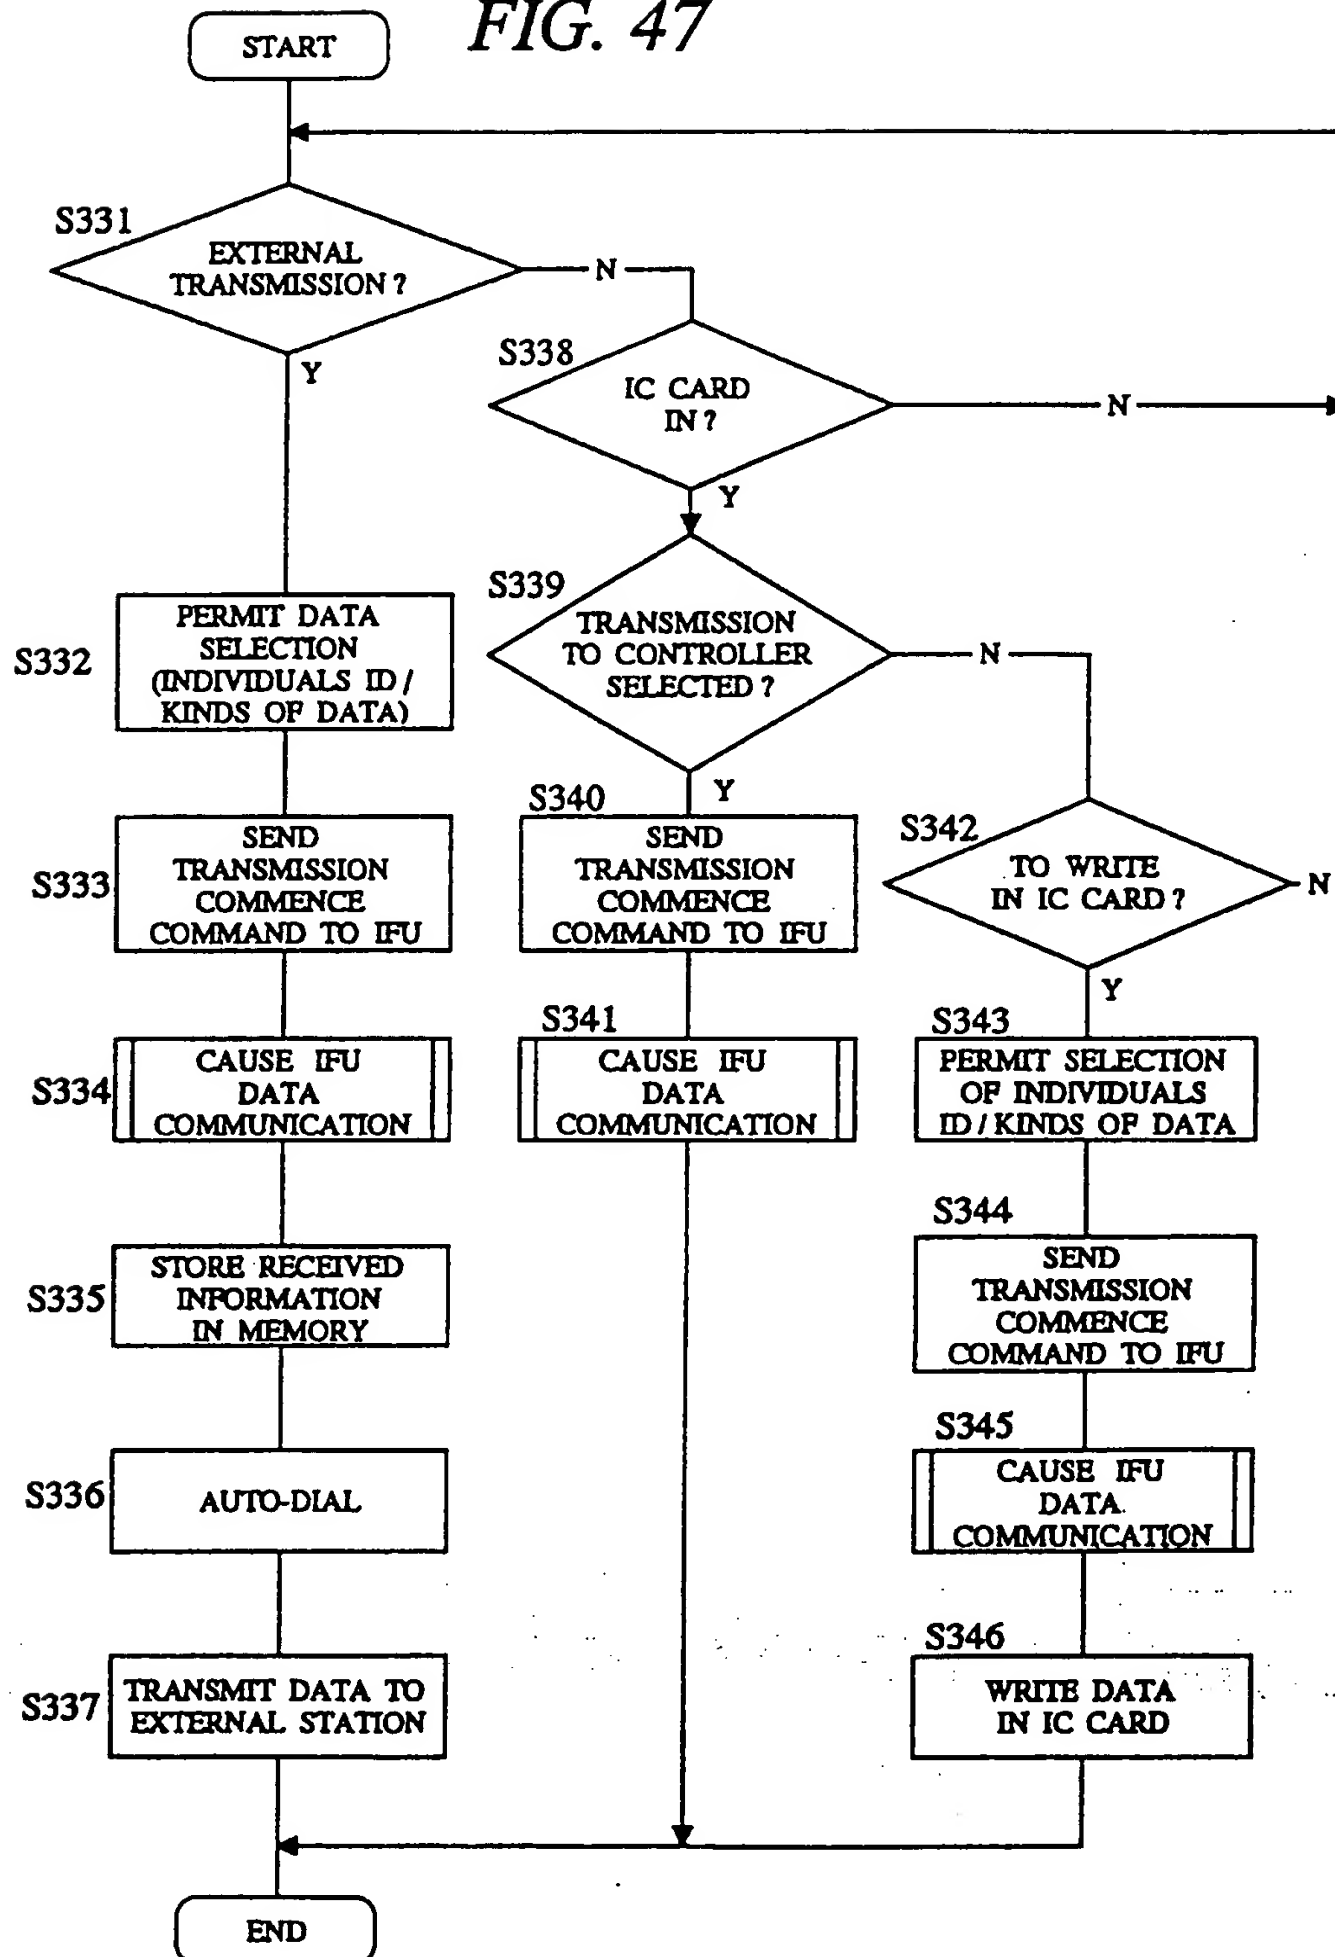 FIG. 47
START
S331
EXTERNAL
TRANSMISSION ?
N
Y
S338
IC CARD
IN ?
N
Y
S339
TRANSMISSION
TO CONTROLLER
SELECTED ?
N
Y
S332
PERMIT DATA
SELECTION
(INDIVIDUALS ID /
KINDS OF DATA)
S333
SEND
TRANSMISSION
COMMENCE
COMMAND TO IFU
S340
SEND
TRANSMISSION
COMMENCE
COMMAND TO IFU
S342
TO WRITE
IN IC CARD ?
N
Y
S334
CAUSE IFU
DATA
COMMUNICATION
S341
CAUSE IFU
DATA
COMMUNICATION
S343
PERMIT SELECTION
OF INDIVIDUALS
ID / KINDS OF DATA
S335
STORE RECEIVED
INFORMATION
IN MEMORY
S344
SEND
TRANSMISSION
COMMENCE
COMMAND TO IFU
S336
AUTO-DIAL
S345
CAUSE IFU
DATA
COMMUNICATION
S337
TRANSMIT DATA TO
EXTERNAL STATION
S346
WRITE DATA
IN IC CARD
END